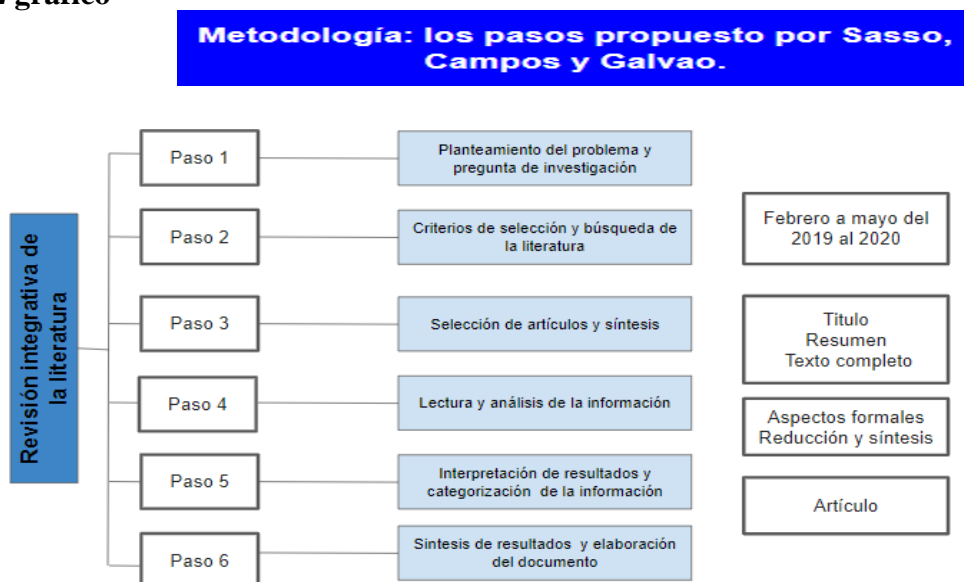 gráfico
Metodología: los pasos propuesto por Sasso,
Campos y Galvao.
Revisión integrativa de
la literatura
Paso 1
Planteamiento del problema y
pregunta de investigación
Paso 2
Criterios de selección y búsqueda de
la literatura
Febrero a mayo del
2019 al 2020
Paso 3
Selección de artículos y síntesis
Titulo
Resumen
Texto completo
Paso 4
Lectura y análisis de la información
Aspectos formales
Reducción y síntesis
Paso 5
Interpretación de resultados y
categorización de la información
Artículo
Paso 6
Sintesis de resultados y elaboración
del documento